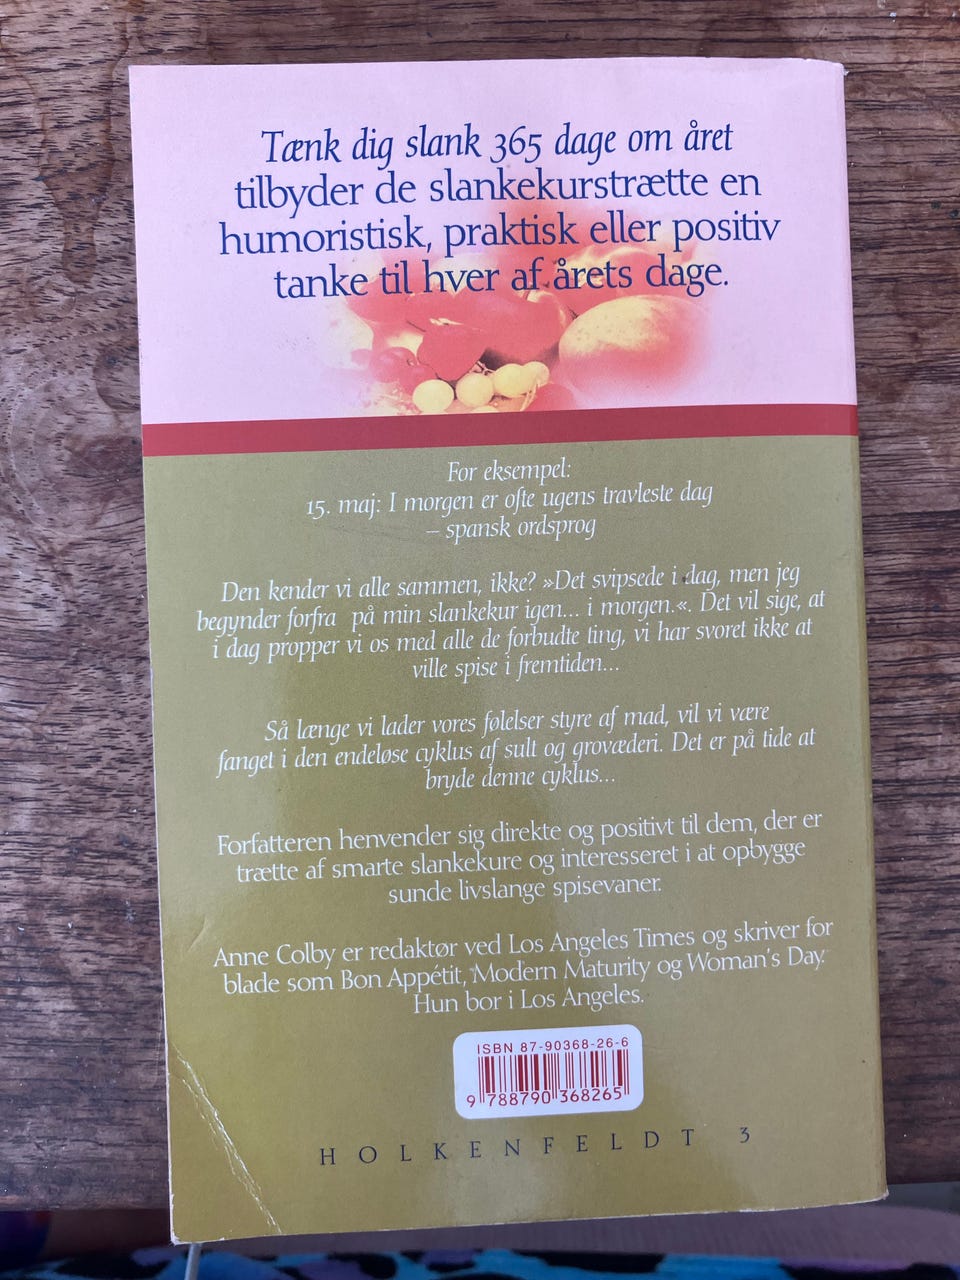 Tænk dig slank 365 dage om året
tilbyder de slankekurstrætte en
humoristisk, praktisk eller positiv
tanke til hver af årets dage.
For eksempel:
15. maj: I morgen er ofte ugens travleste dag
– spansk ordsprog
Den kender vi alle sammen, ikke? »Det svipsede i dag, men jeg
begynder forfra på min slankekur igen... i morgen.«. Det vil sige, at
i dag propper vi os med alle de forbudte ting, vi har svoret ikke at
ville spise i fremtiden...
Så længe vi lader vores følelser styre af mad, vil vi være
fanget i den endeløse cyklus af sult og grovæderi. Det er på tide at
bryde denne cyklus...
Forfatteren henvender sig direkte og positivt til dem, der er
trætte af smarte slankekure og interesseret i at opbygge
sunde livslange spisevaner.
Anne Colby er redaktør ved Los Angeles Times og skriver for
blade som Bon Appétit, Modern Maturity og Woman's Day.
Hun bor i Los Angeles.
ISBN 87-90368-26-6
9 788790 368265
HOLKENFELDT 3